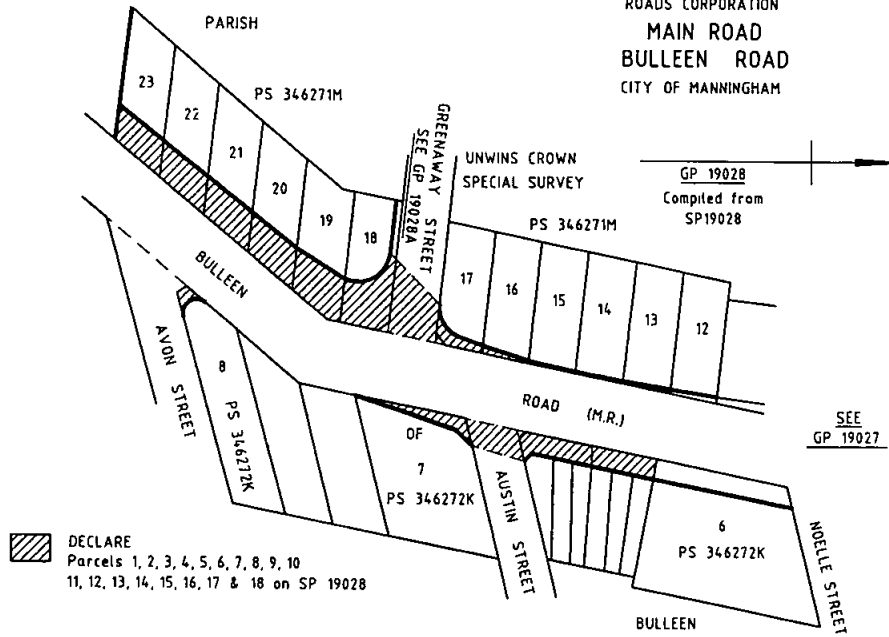 ROADS CORPORATION
MAIN ROAD
BULLEEN ROAD
CITY OF MANNINGHAM
PARISH
23
22
21
20
19
18
PS 346271M
GREENAWAY STREET
SEE GP 19028A
UNWINS CROWN
SPECIAL SURVEY
GP 19028
Compiled from
SP19028
PS 346271M
17
16
15
14
13
12
BULLEEN
ROAD (M.R.)
SEE
GP 19027
AVON STREET
8
PS 346272K
OF
7
PS 346272K
AUSTIN STREET
6
PS 346272K
NOELLE STREET
DECLARE
Parcels 1, 2, 3, 4, 5, 6, 7, 8, 9, 10
11, 12, 13, 14, 15, 16, 17 & 18 on SP 19028
BULLEEN